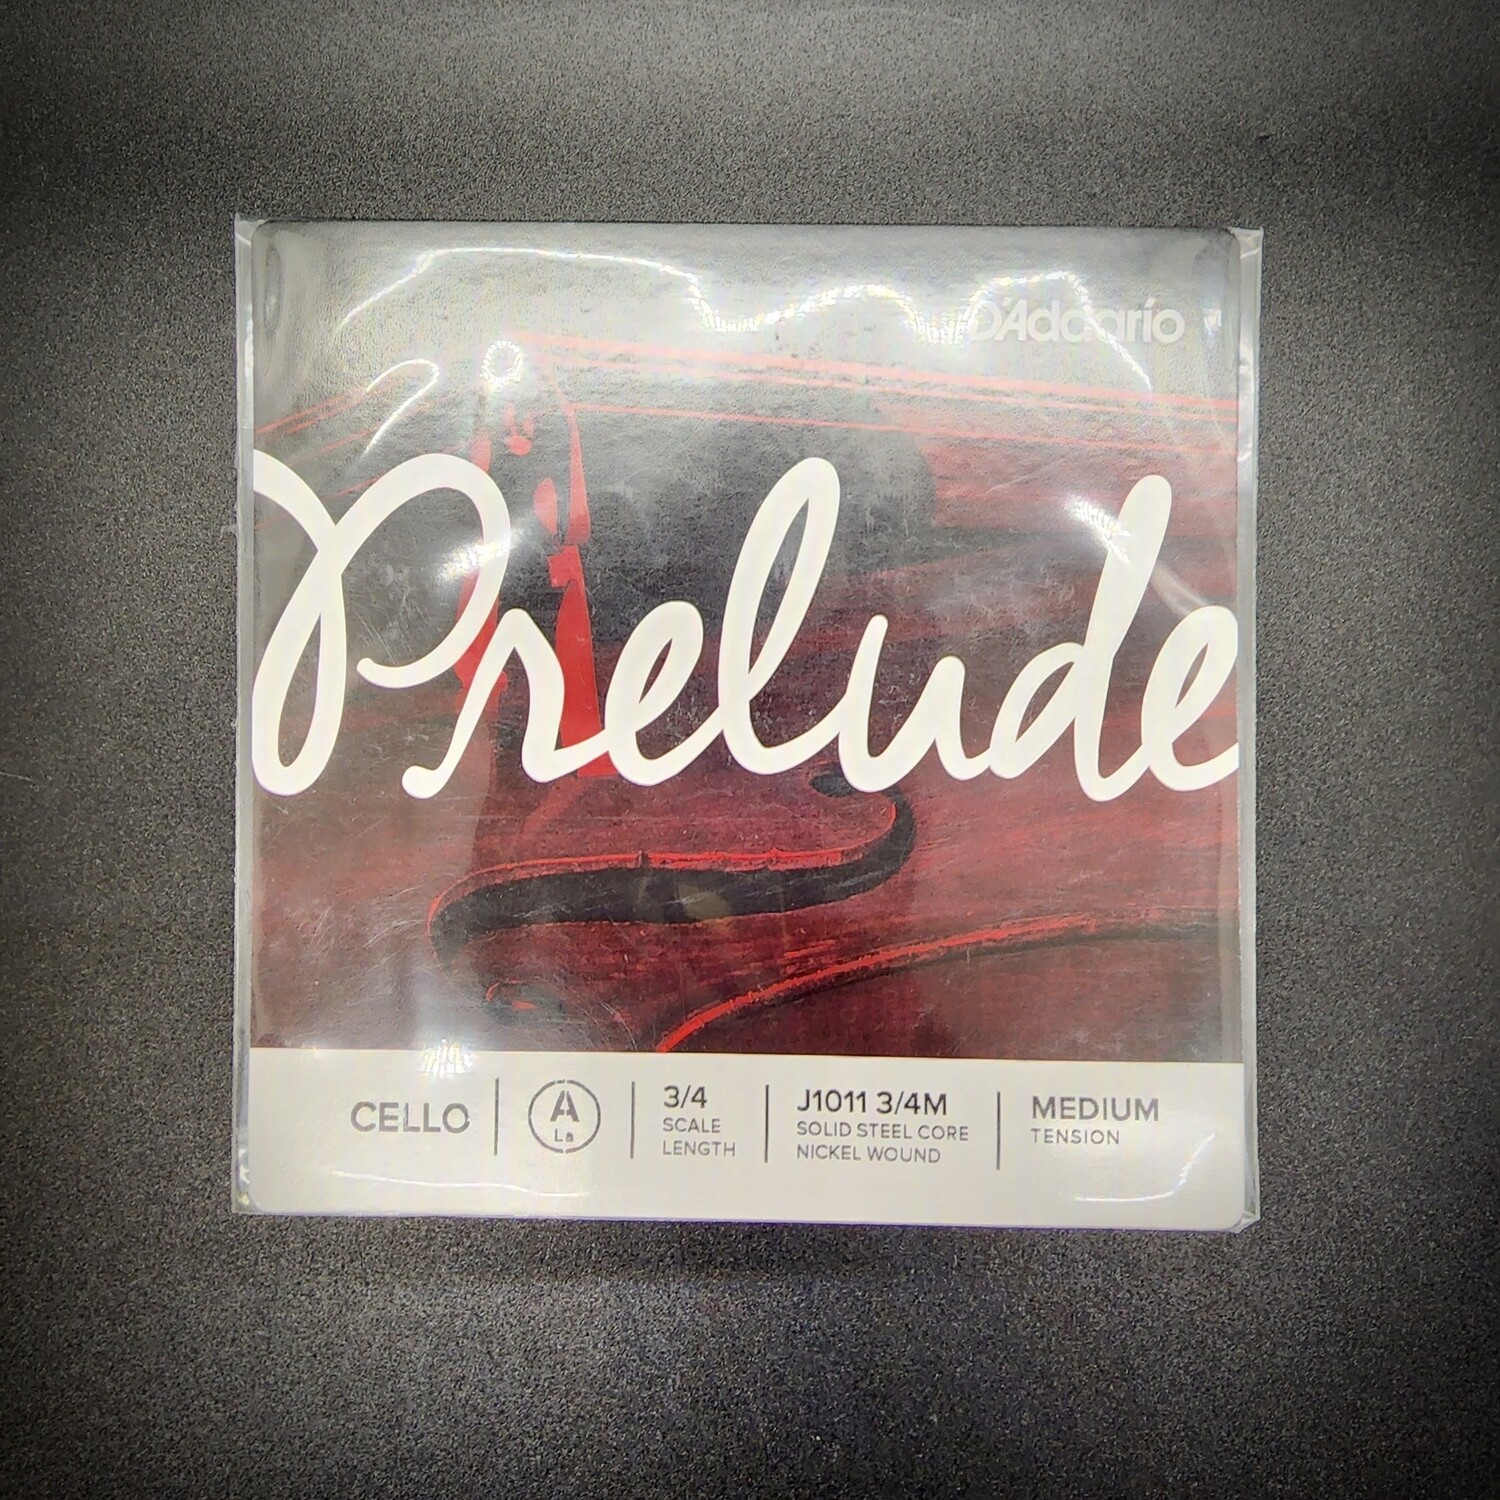 D'Addario
Prelude
CELLO
A
La
3/4
SCALE
LENGTH
J1011 3/4M
SOLID STEEL CORE
NICKEL WOUND
MEDIUM
TENSION